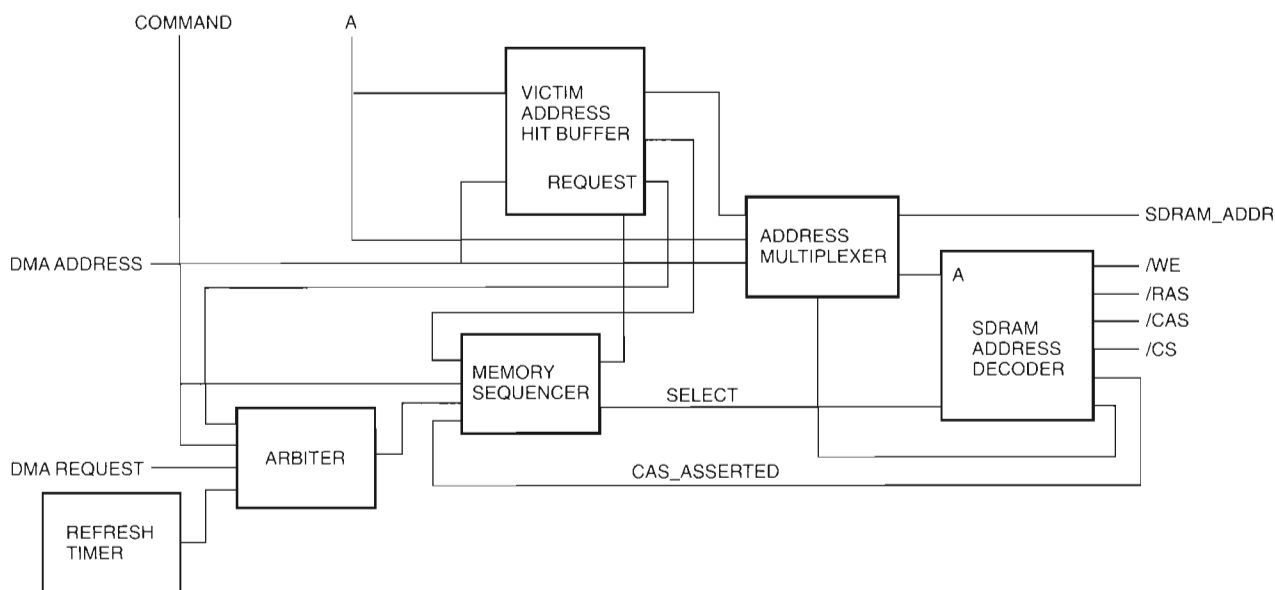 COMMAND
A
VICTIM
ADDRESS
HIT BUFFER
REQUEST
ADDRESS
MULTIPLEXER
SDRAM_ADDR
DMA ADDRESS
A
SDRAM
ADDRESS
DECODER
/WE
/RAS
/CAS
/CS
MEMORY
SEQUENCER
SELECT
ARBITER
DMA REQUEST
CAS_ASSERTED
REFRESH
TIMER